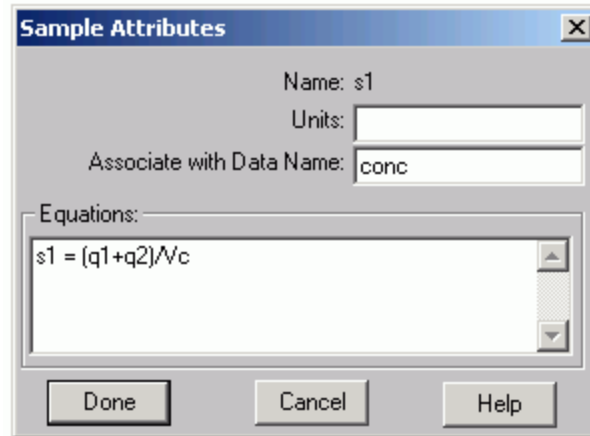 Sample Attributes
Name: s1
Units:
Associate with Data Name: conc
Equations:
s1 = (q1+q2)/Vc
Done Cancel Help